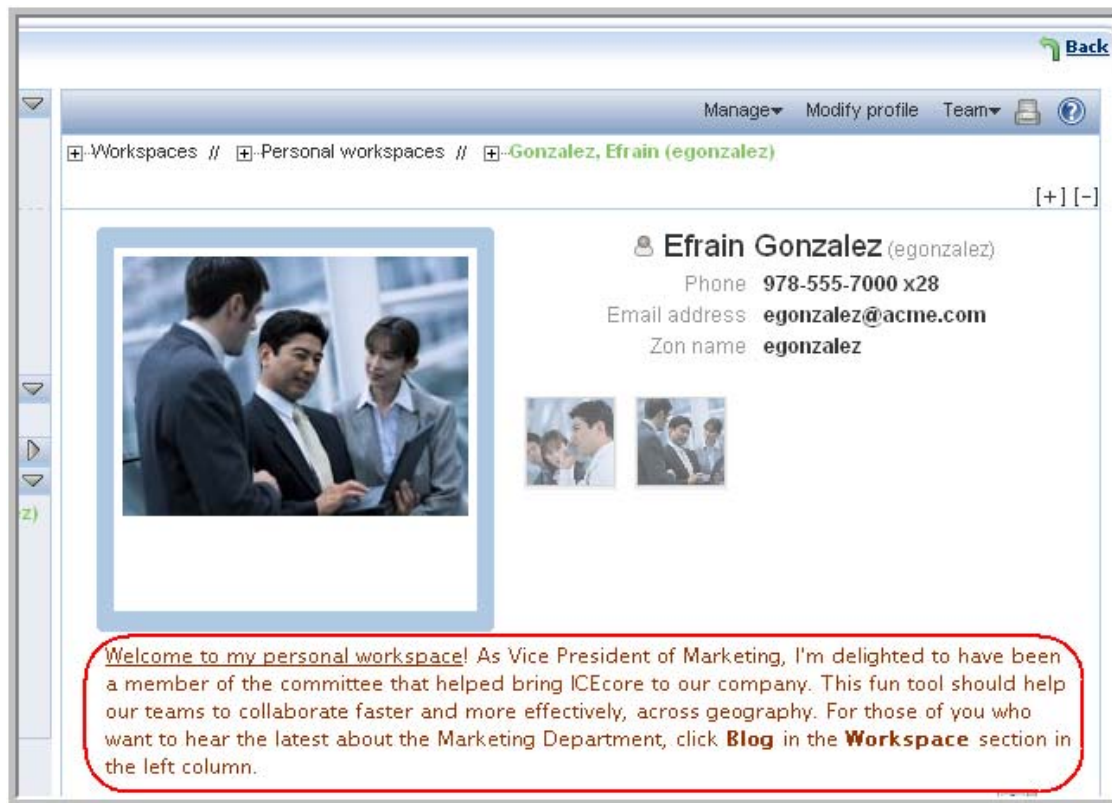 Back
Manage Modify profile Team
Workspaces // Personal workspaces // Gonzalez, Efrain (egonzalez)
[+] [-]
Efrain Gonzalez (egonzalez)
Phone 978-555-7000 x28
Email address egonzalez@acme.com
Zon name egonzalez
z)
Welcome to my personal workspace! As Vice President of Marketing, I'm delighted to have been
a member of the committee that helped bring ICEcore to our company. This fun tool should help
our teams to collaborate faster and more effectively, across geography. For those of you who
want to hear the latest about the Marketing Department, click Blog in the Workspace section in
the left column.